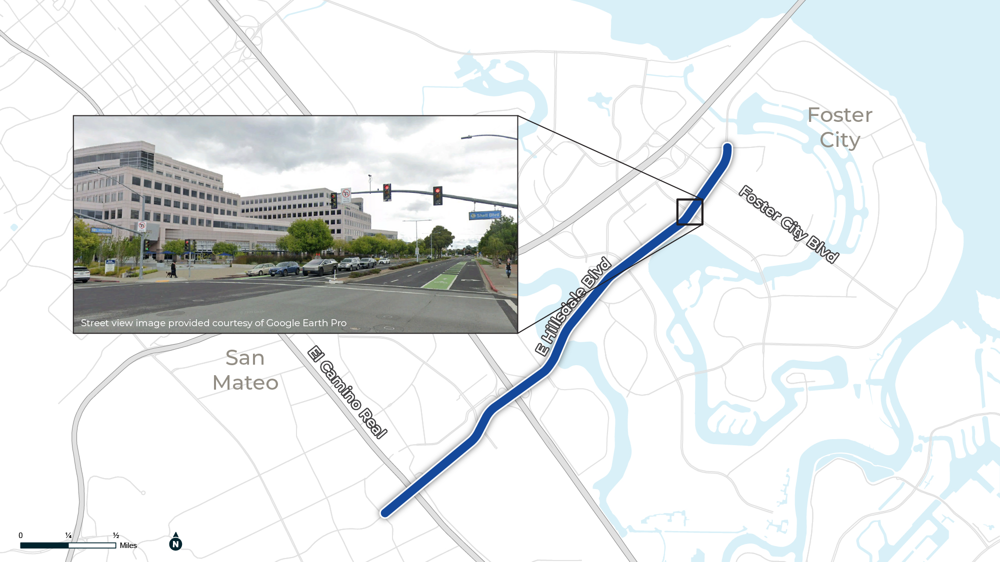 Foster
City
Shell Blvd
Foster City Blvd
E Hillsdale Blvd
Street view image provided courtesy of Google Earth Pro
San
Mateo
El Camino Real
0 ¼ ½
Miles
N